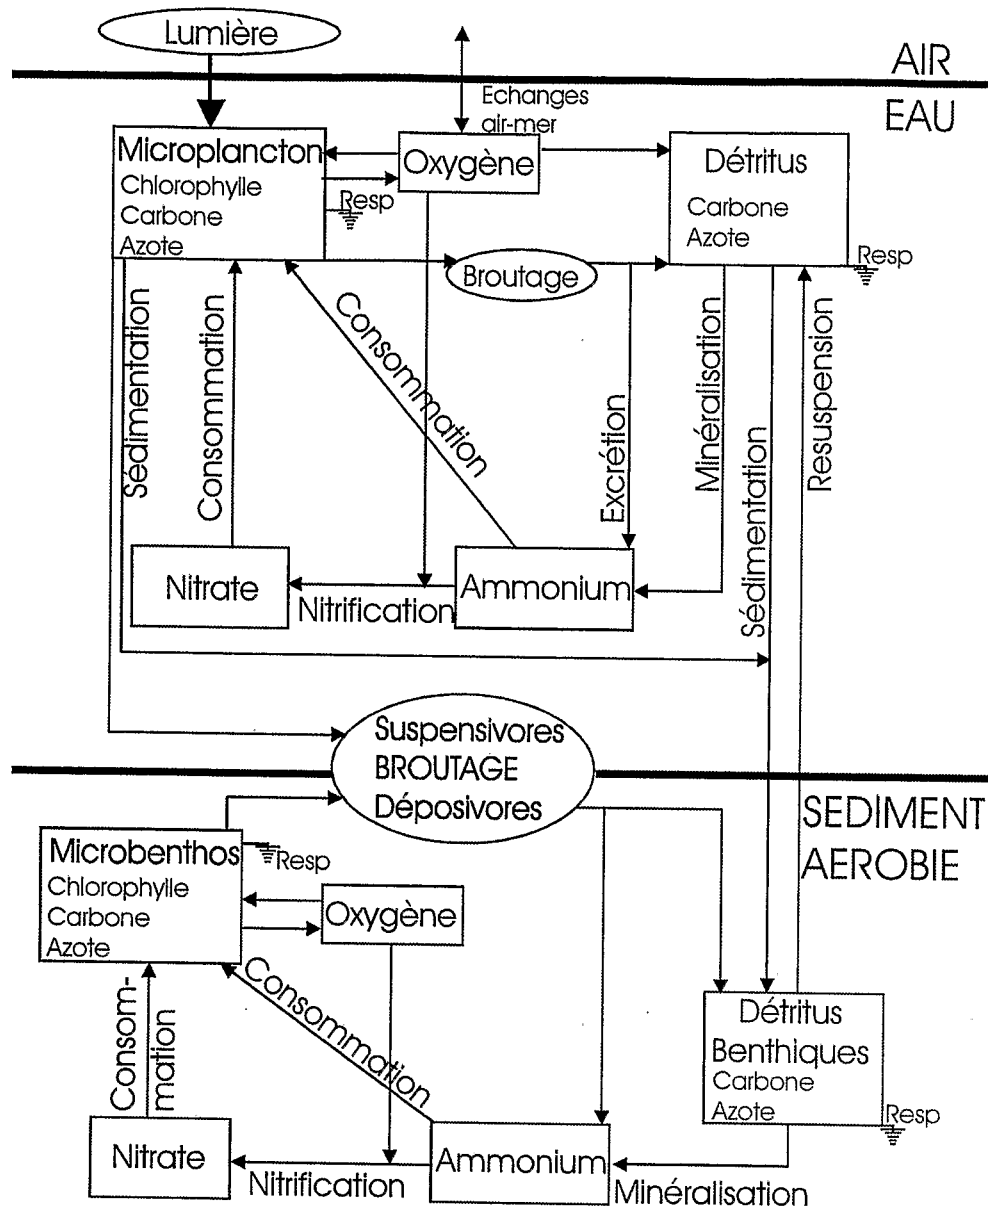 Lumière
AIR
EAU
Echanges
air-mer
Microplancton
Chlorophylle
Carbone
Azote
Resp
Oxygène
Détritus
Carbone
Azote
Resp
Broutage
Sédimentation
Consommation
Consommation
Excrétion
Minéralisation
Sédimentation
Resuspension
Nitrate
Nitrification
Ammonium
Suspensivores
BROUTAGE
Déposivores
SEDIMENT
AEROBIE
Microbenthos
Chlorophylle
Carbone
Azote
Resp
Oxygène
Consom-
mation
Consommation
Détritus
Benthiques
Carbone
Azote
Resp
Nitrate
Nitrification
Ammonium
Minéralisation